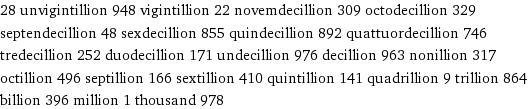 28 unvigintillion 948 vigintillion 22 novemdecillion 309 octodecillion 329
septendecillion 48 sexdecillion 855 quindecillion 892 quattuordecillion 746
tredecillion 252 duodecillion 171 undecillion 976 decillion 963 nonillion 317
octillion 496 septillion 166 sextillion 410 quintillion 141 quadrillion 9 trillion 864
billion 396 million 1 thousand 978